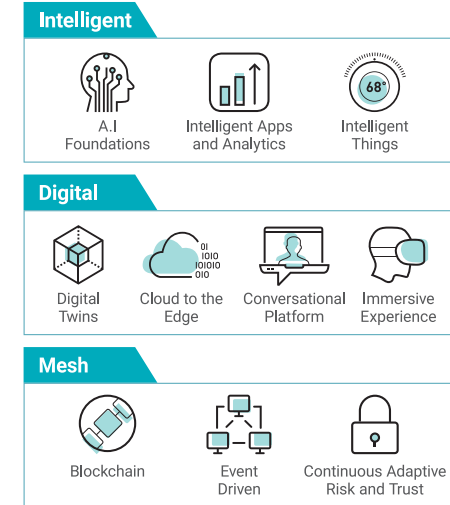 Intelligent
68°
A.I
Foundations
Intelligent Apps
and Analytics
Intelligent
Things
Digital
01
1010
101010
010
Digital
Twins
Cloud to the
Edge
Conversational
Platform
Immersive
Experience
Mesh
Blockchain
Event
Driven
Continuous Adaptive
Risk and Trust